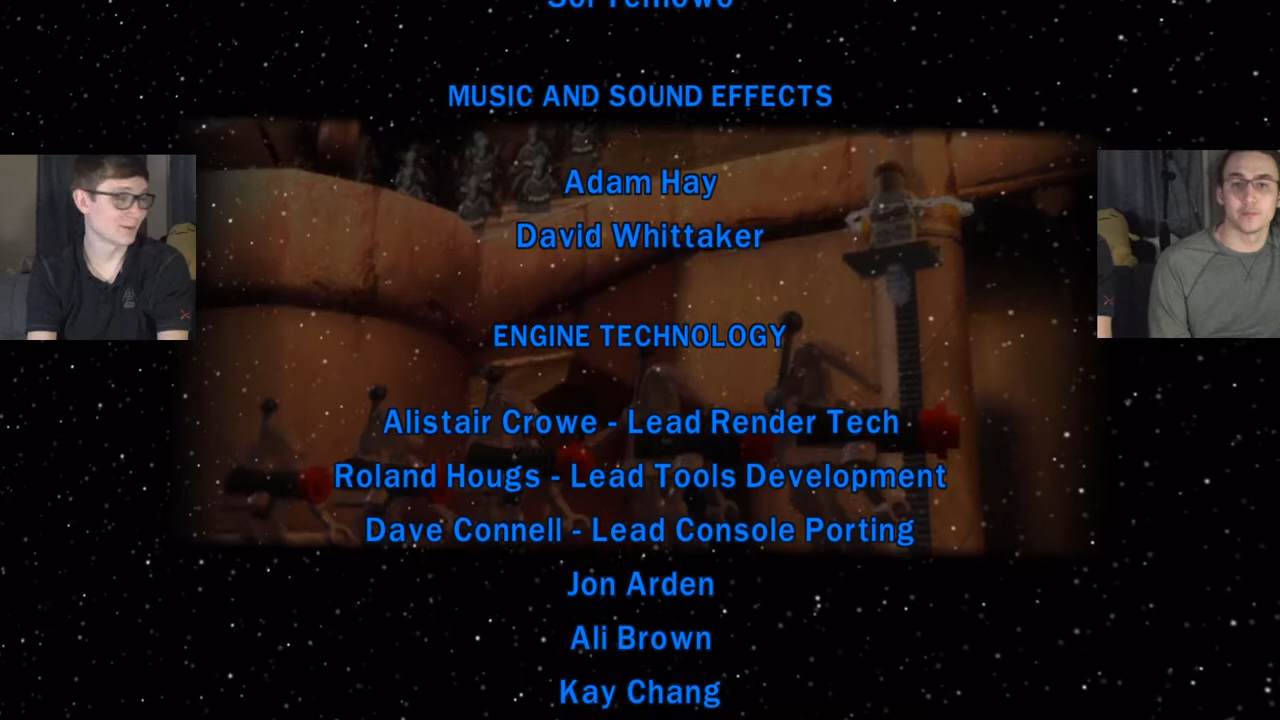 MUSIC AND SOUND EFFECTS
Adam Hay
David Whittaker
ENGINE TECHNOLOGY
Alistair Crowe - Lead Render Tech
Roland Hougs - Lead Tools Development
Dave Connell - Lead Console Porting
Jon Arden
Ali Brown
Kay Chang